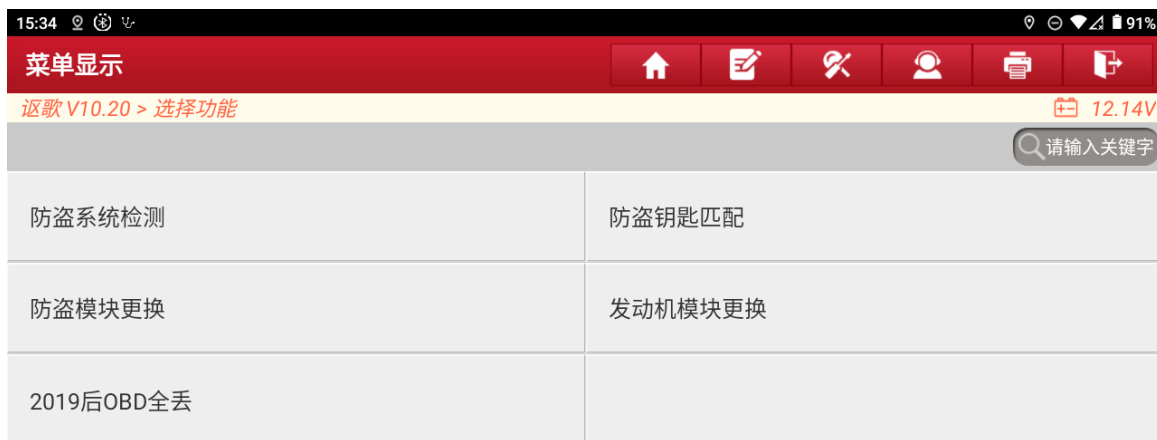 15:34 91%
菜单显示
讴歌 V10.20 > 选择功能 12.14V
请输入关键字
防盗系统检测 防盗钥匙匹配
防盗模块更换 发动机模块更换
2019后OBD全丢